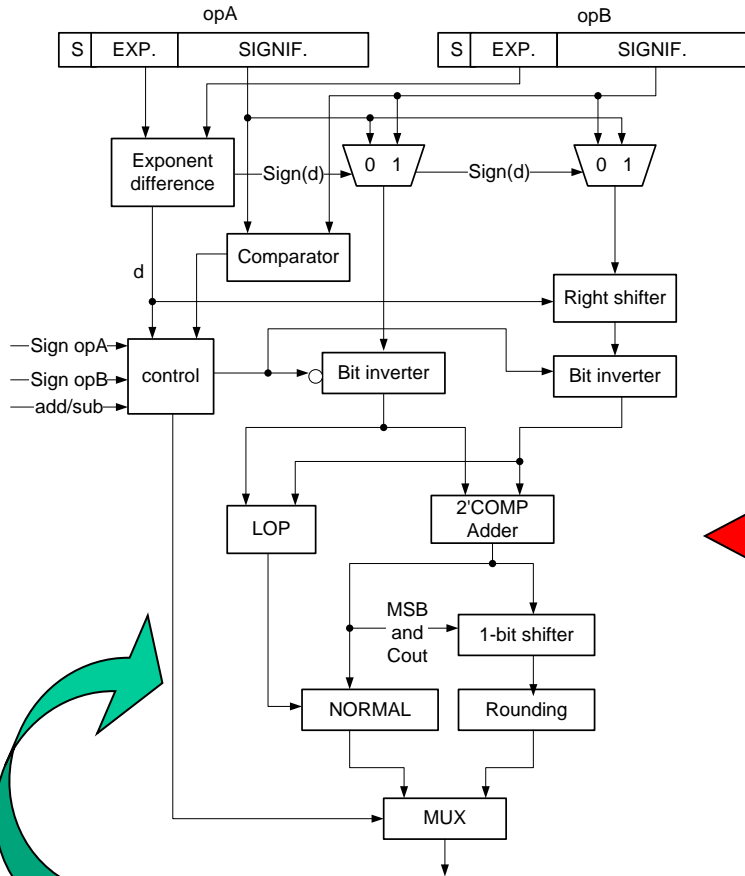 opA
opB
S EXP. SIGNIF.
S EXP. SIGNIF.
Exponent
difference
Sign(d)
0 1
Sign(d)
0 1
Comparator
d
Right shifter
Sign opA
Sign opB
add/sub
control
Bit inverter
Bit inverter
LOP
2'COMP
Adder
MSB
and
Cout
1-bit shifter
NORMAL
Rounding
MUX